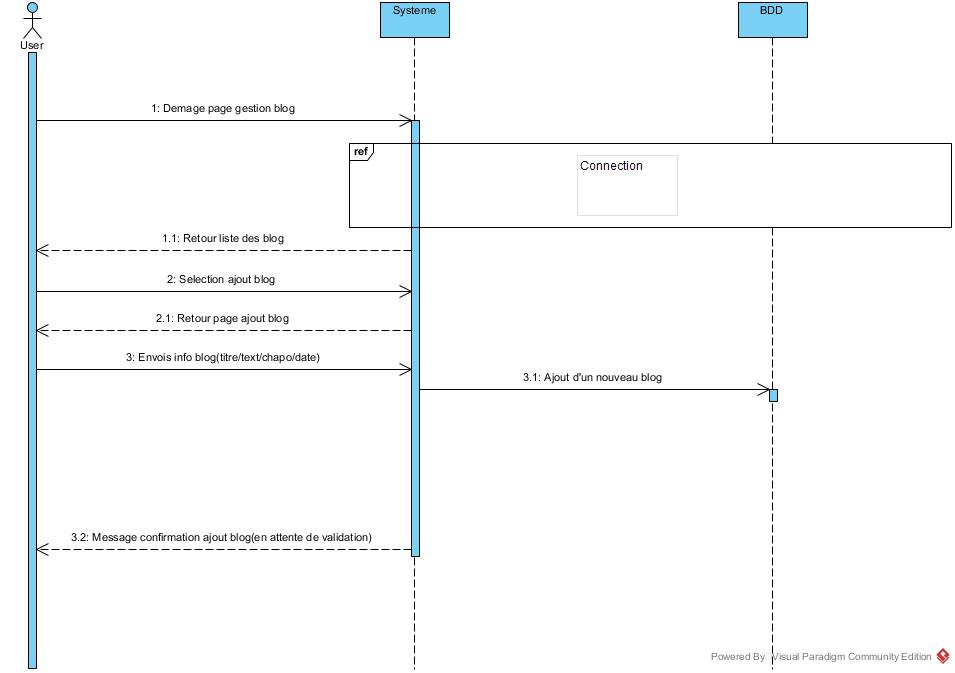 Systeme
BDD
User
1: Demage page gestion blog
ref
Connection
1.1: Retour liste des blog
2: Selection ajout blog
2.1: Retour page ajout blog
3: Envois info blog(titre/text/chapo/date)
3.1: Ajout d'un nouveau blog
3.2: Message confirmation ajout blog(en attente de validation)
Powered By Visual Paradigm Community Edition